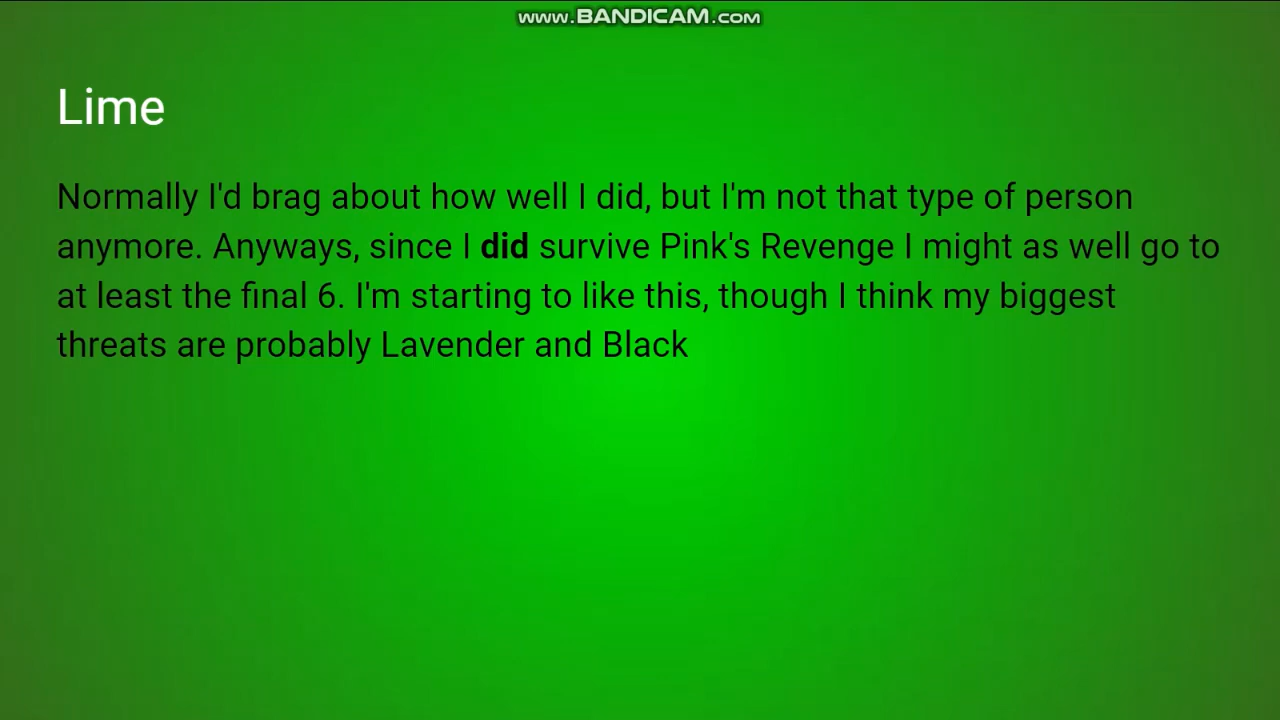 www.BANDICAM.com
Lime
Normally I'd brag about how well I did, but I'm not that type of person
anymore. Anyways, since I did survive Pink's Revenge I might as well go to
at least the final 6. I'm starting to like this, though I think my biggest
threats are probably Lavender and Black